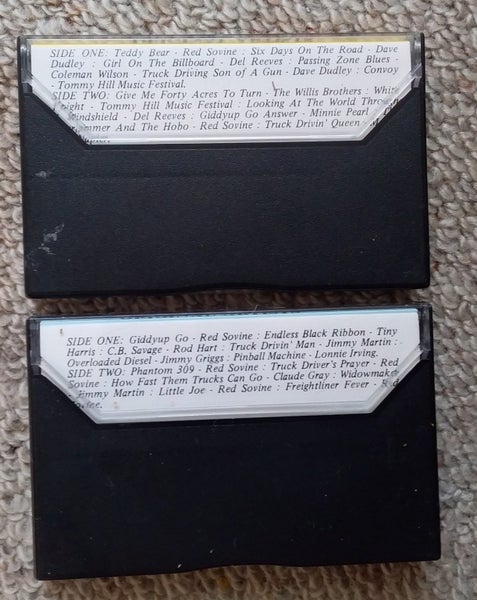 SIDE ONE: Teddy Bear - Red Sovine : Six Days On The Road - Dave
Dudley : Girl On The Billboard - Del Reeves : Passing Zone Blues -
Coleman Wilson - Truck Driving Son of A Gun - Dave Dudley : Convoy
- Tommy Hill Music Festival.
SIDE TWO: Give Me Forty Acres To Turn - The Willis Brothers : White
- Tommy Hill Music Festival : Looking At The World Through
Windshield - Del Reeves : Giddyup Go Answer - Minnie Pearl
And The Hobo - Red Sovine : Truck Drivin' Queen
SIDE ONE: Giddyup Go - Red Sovine : Endless Black Ribbon - Tiny
Harris : C.B. Savage - Rod Hart : Truck Drivin' Man - Jimmy Martin :
Overloaded Diesel - Jimmy Griggs : Pinball Machine - Lonnie Irving.
SIDE TWO: Phantom 309 - Red Sovine : Truck Driver's Prayer - Red
Sovine : How Fast Them Trucks Can Go - Claude Gray : Widowmaker
- Jimmy Martin : Little Joe - Red Sovine : Freightliner Fever - Red